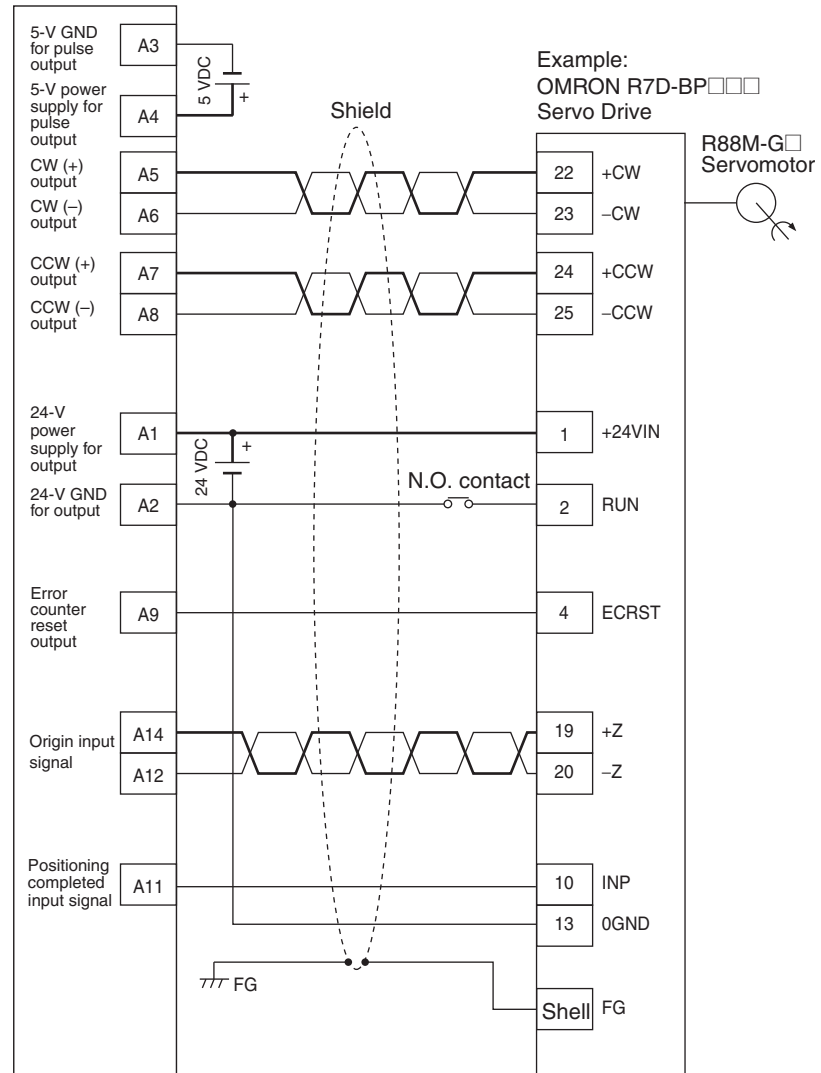 5-V GND
for pulse
output
A3
5 VDC
+
5-V power
supply for
pulse
output
A4
Shield
Example:
OMRON R7D-BP□□□
Servo Drive
R88M-G□
Servomotor
CW (+)
output
A5
22
+CW
CW (–)
output
A6
23
–CW
CCW (+)
output
A7
24
+CCW
CCW (–)
output
A8
25
–CCW
24-V
power
supply for
output
A1
24 VDC
+
1
+24VIN
24-V GND
for output
A2
N.O. contact
2
RUN
Error
counter
reset
output
A9
4
ECRST
Origin input
signal
A14
19
+Z
A12
20
–Z
Positioning
completed
input signal
A11
10
INP
13
0GND
FG
Shell
FG